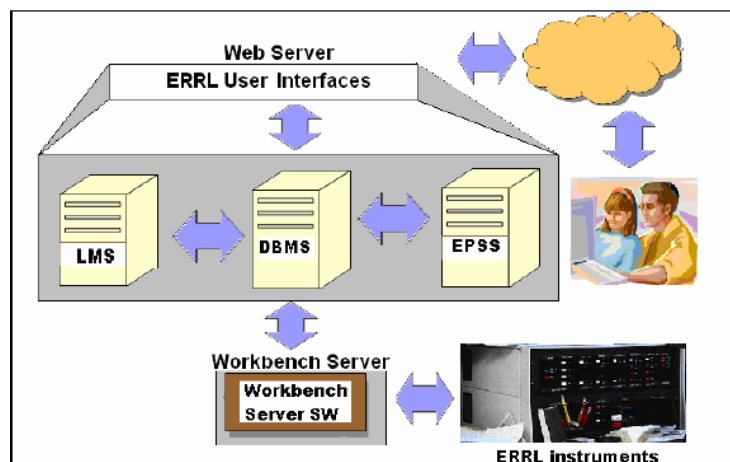 Web Server
ERRL User Interfaces
LMS
DBMS
EPSS
Workbench Server
Workbench
Server SW
ERRL instruments